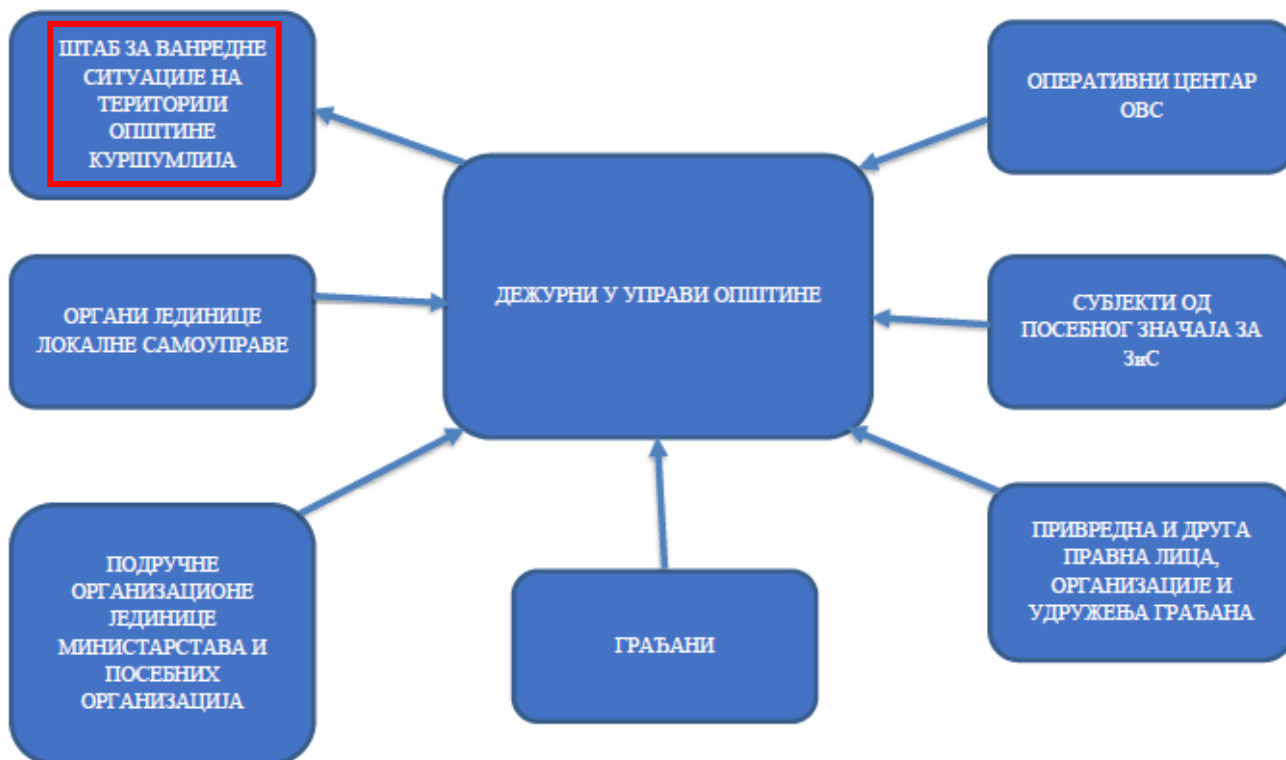 ШТАБ ЗА ВАНРЕДНЕ
СИТУАЦИЈЕ НА
ТЕРИТОРИЈИ
ОПШТИНЕ
КУРШУМЛИЈА
ОПЕРАТИВНИ ЦЕНТАР
ОВС
ДЕЖУРНИ У УПРАВИ ОПШТИНЕ
ОРГАНИ ЈЕДИНИЦЕ
ЛОКАЛНЕ САМОУПРАВЕ
СУБЈЕКТИ ОД
ПОСЕБНОГ ЗНАЧАЈА ЗА
ЗиС
ПОДРУЧНЕ
ОРГАНИЗАЦИОНЕ
ЈЕДИНИЦЕ
МИНИСТАРСТАВА И
ПОСЕБНИХ
ОРГАНИЗАЦИЈА
ГРАЂАНИ
ПРИВРЕДНА И ДРУГА
ПРАВНА ЛИЦА,
ОРГАНИЗАЦИЈЕ И
УДРУЖЕЊА ГРАЂАНА